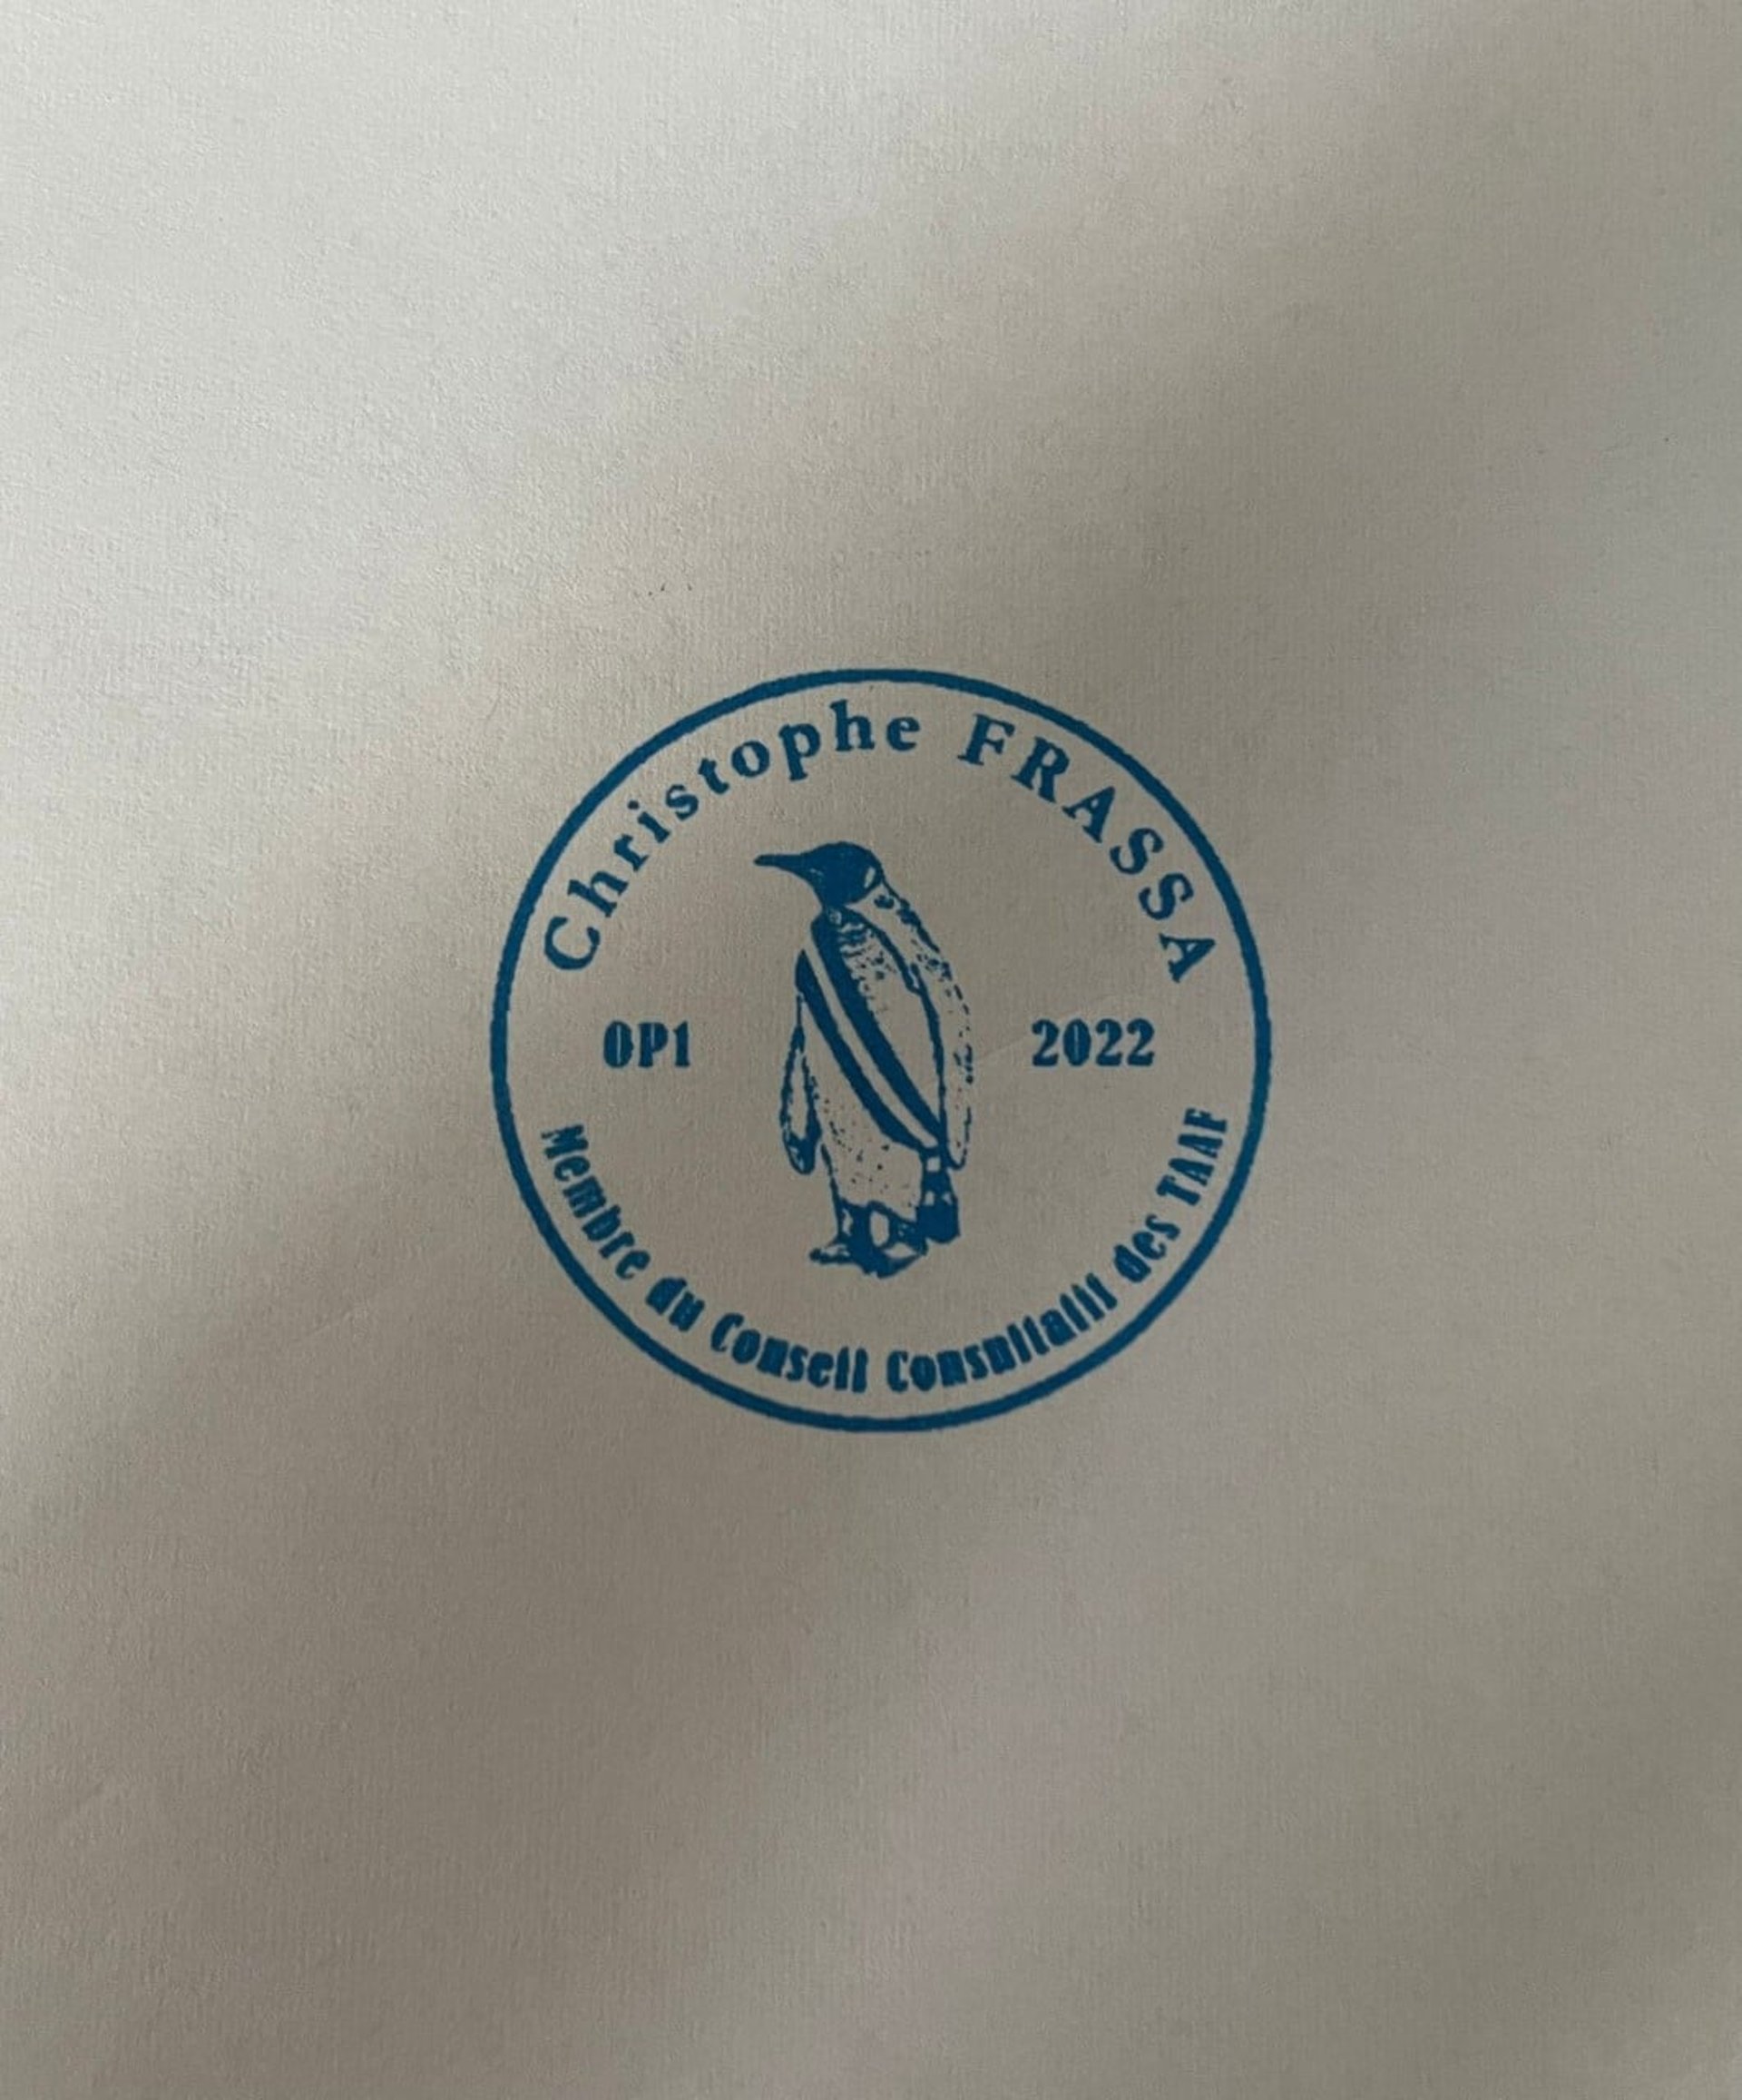 Christophe FRASSA
OP1 2022
Membre du Conseil Consultatif des TAAF